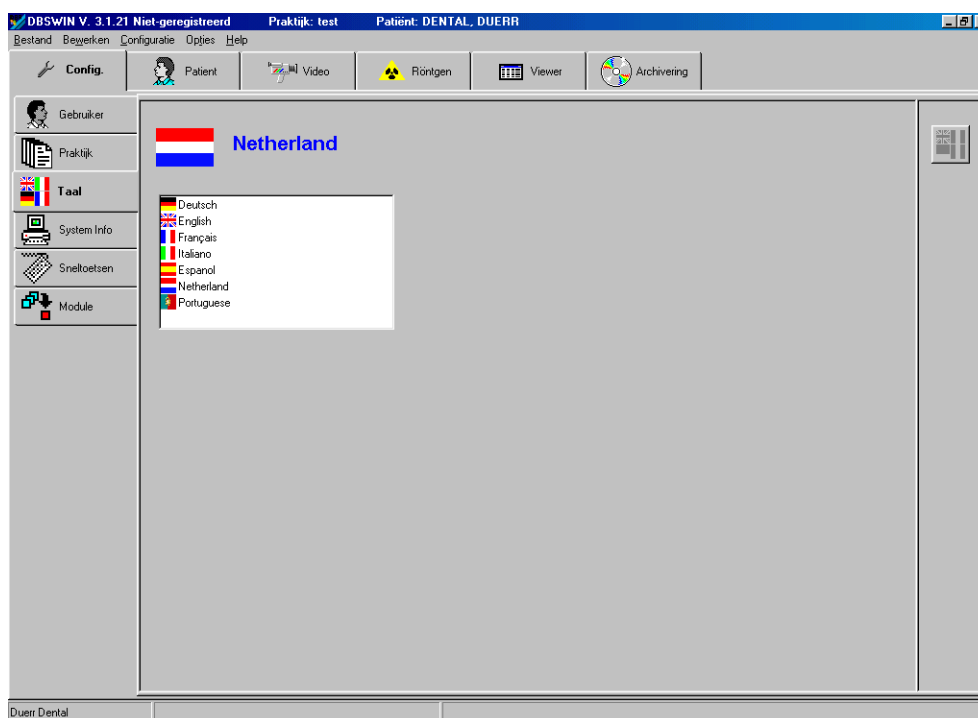 DBSWIN V. 3.1.21 Niet-geregistreerd Praktijk: test Patiënt: DENTAL, DUERR
Bestand Bewerken Configuratie Opties Help
Config. Patient Video Röntgen Viewer Archivering
Gebruiker
Praktijk
Taal
System Info
Sneltoetsen
Module
Netherland
Deutsch
English
Français
Italiano
Espanol
Netherland
Portuguese
Duerr Dental